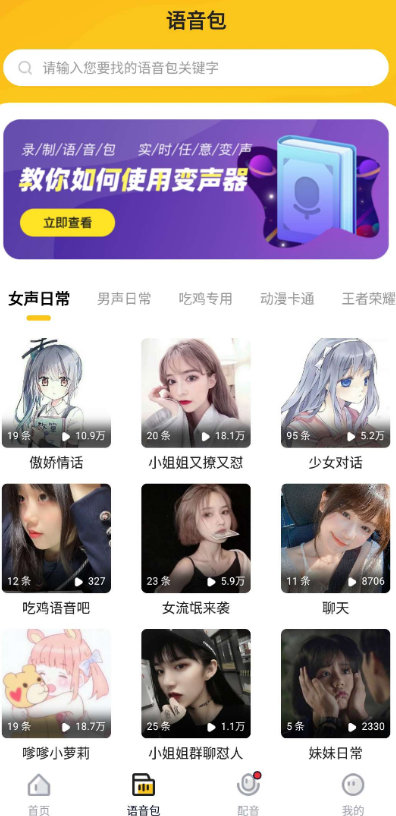 语音包
请输入您要找的语音包关键字
录/制/语/音/包 实/时/任/意/变/声
教你如何使用变声器
立即查看
女声日常 男声日常 吃鸡专用 动漫卡通 王者荣耀
19 条 10.9万 20 条 18.1万 95 条 5.2万
傲娇情话 小姐姐又撩又怼 少女对话
12 条 327 23 条 5.9万 11 条 8706
吃鸡语音吧 女流氓来袭 聊天
19 条 18.7万 25 条 1.1万 5 条 2330
嗲嗲小萝莉 小姐姐群聊怼人 妹妹日常
首页 语音包 配音 我的